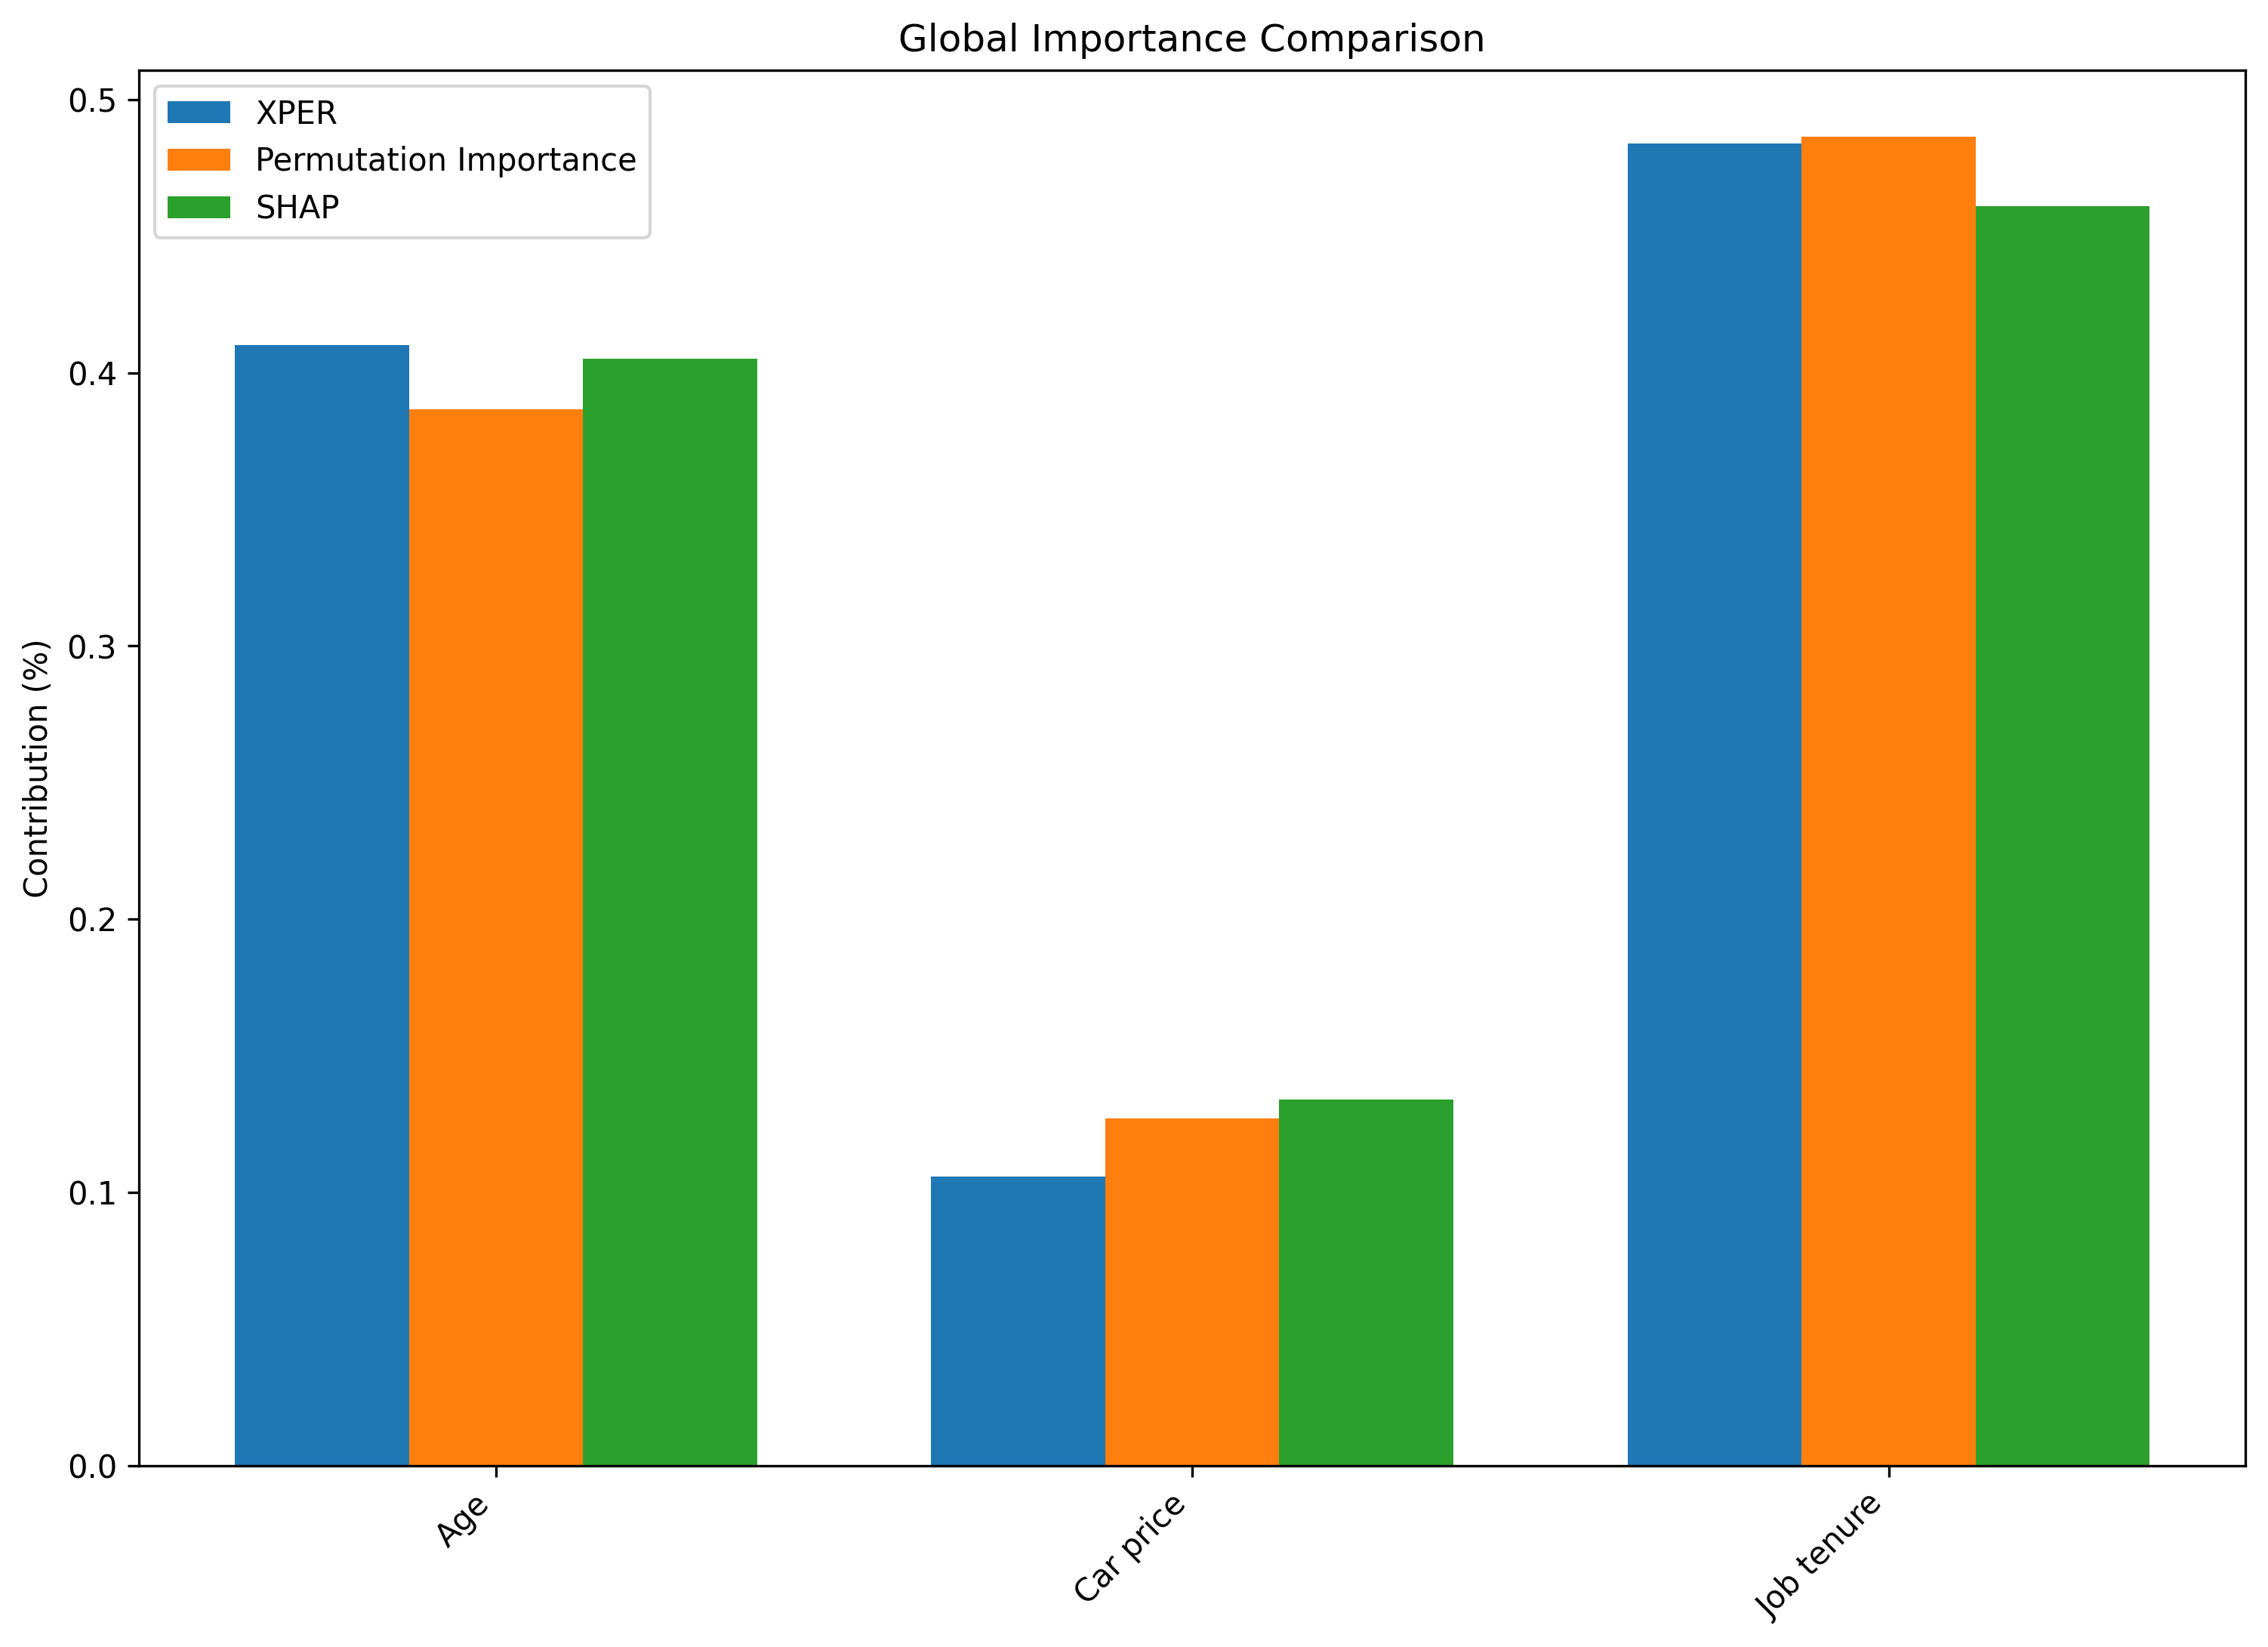 Global Importance Comparison
XPER
Permutation Importance
SHAP
Contribution (%)
0.5
0.4
0.3
0.2
0.1
0.0
Age
Car price
Job tenure